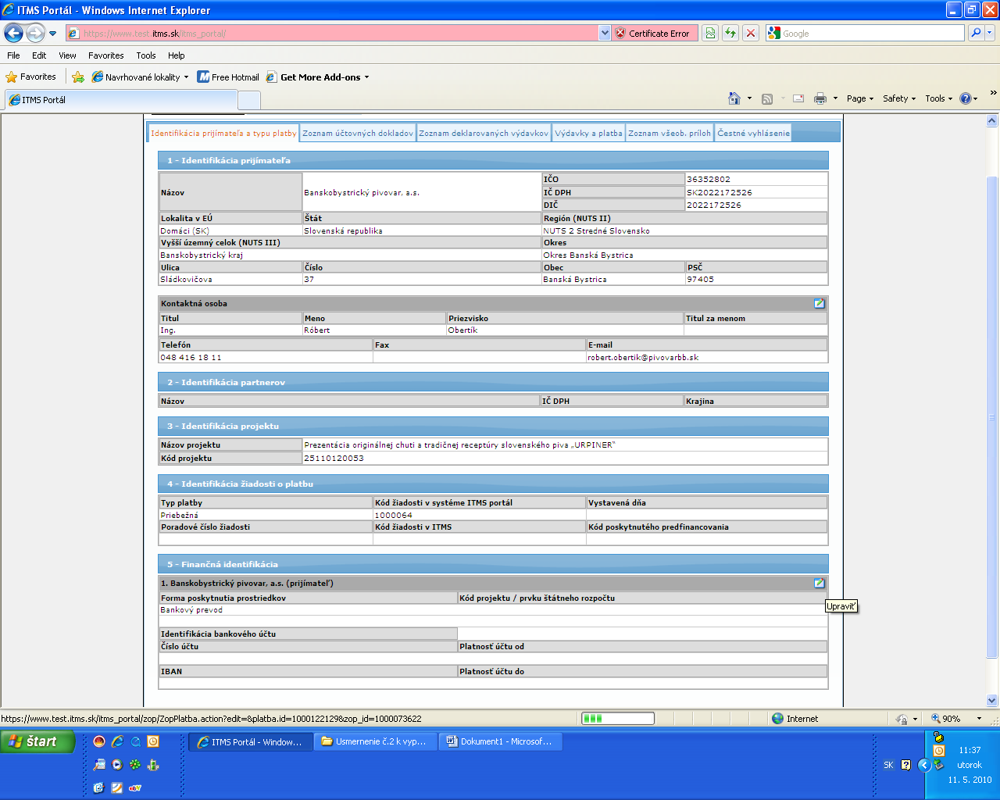 ITMS Portál - Windows Internet Explorer
https://www.test.itms.sk/itms_portal/
Certificate Error
Google
File Edit View Favorites Tools Help
Favorites Navrhované lokality Free Hotmail Get More Add-ons
ITMS Portál
Page Safety Tools
Identifikácia prijímateľa a typu platby Zoznam účtovných dokladov Zoznam deklarovaných výdavkov Výdavky a platba Zoznam všeob. príloh Čestné vyhlásenie
1 - Identifikácia prijímateľa
Názov Banskobystrický pivovar, a.s.
IČO 36352802
IČ DPH SK2022172526
DIČ 2022172526
Lokalita v EÚ Štát Región (NUTS II)
Domáci (SK) Slovenská republika NUTS 2 Stredné Slovensko
Vyšší územný celok (NUTS III) Okres
Banskobystrický kraj Okres Banská Bystrica
Ulica Číslo Obec PSČ
Sládkovičova 37 Banská Bystrica 97405
Kontaktná osoba
Titul Meno Priezvisko Titul za menom
Ing. Róbert Obertík
Telefón Fax E-mail
048 416 18 11 robert.obertik@pivovarbb.sk
2 - Identifikácia partnerov
Názov IČ DPH Krajina
3 - Identifikácia projektu
Názov projektu Prezentácia originálnej chuti a tradičnej receptúry slovenského piva „URPINER“
Kód projektu 25110120053
4 - Identifikácia žiadosti o platbu
Typ platby Kód žiadosti v systéme ITMS portál Vystavená dňa
Priebežná 1000064
Poradové číslo žiadosti Kód žiadosti v ITMS Kód poskytnutého predfinancovania
5 - Finančná identifikácia
1. Banskobystrický pivovar, a.s. (prijímateľ)
Forma poskytnutia prostriedkov Kód projektu / prvku štátneho rozpočtu
Bankový prevod
Upraviť
Identifikácia bankového účtu
Číslo účtu Platnosť účtu od
IBAN Platnosť účtu do
https://www.test.itms.sk/itms_portal/zop/ZopPlatba.action?edit=&platba.id=1000122129&zop_id=1000073622 Internet 90%
štart ITMS Portál - Window... Usmernenie č.2 k vyp... Dokument1 - Microsof...
SK
11:37
utorok
11. 5. 2010